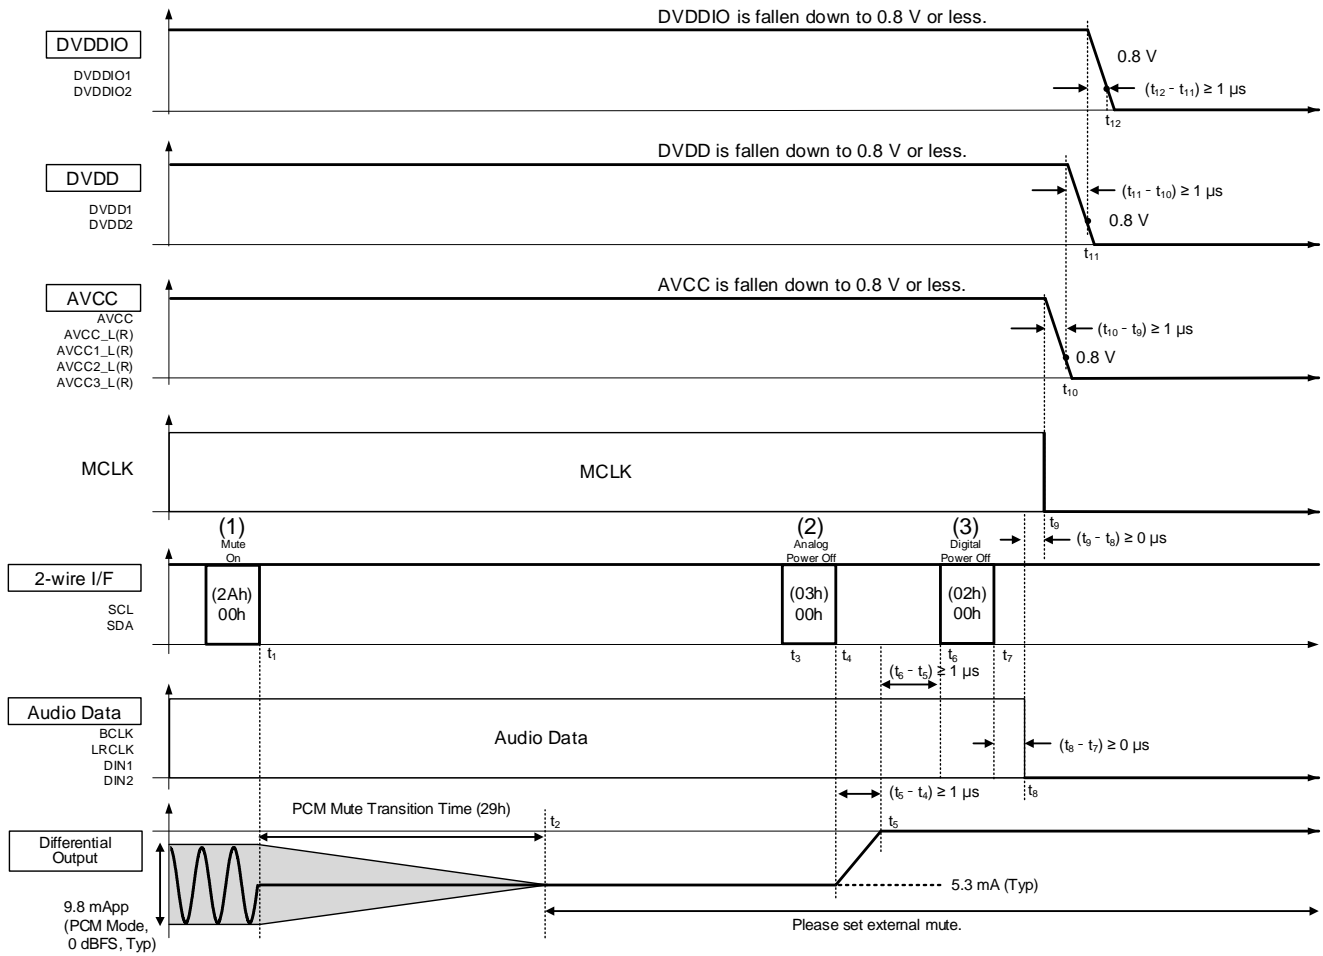 DVDDIO is fallen down to 0.8 V or less.
DVDDIO
DVDDIO1
DVDDIO2
0.8 V
(t12 - t11) ≥ 1 µs
t12
DVDD is fallen down to 0.8 V or less.
DVDD
DVDD1
DVDD2
(t11 - t10) ≥ 1 µs
0.8 V
t11
AVCC is fallen down to 0.8 V or less.
AVCC
AVCC
AVCC_L(R)
AVCC1_L(R)
AVCC2_L(R)
AVCC3_L(R)
(t10 - t9) ≥ 1 µs
0.8 V
t10
MCLK
MCLK
t9
(t9 - t8) ≥ 0 µs
(1)
Mute
On
(2)
Analog
Power Off
(3)
Digital
Power Off
2-wire I/F
SCL
SDA
(2Ah)
00h
(03h)
00h
(02h)
00h
t1
t3
t4
t6
t7
(t6 - t5) ≥ 1 µs
Audio Data
BCLK
LRCLK
DIN1
DIN2
Audio Data
(t8 - t7) ≥ 0 µs
(t5 - t4) ≥ 1 µs
t8
PCM Mute Transition Time (29h)
t2
t5
Differential
Output
5.3 mA (Typ)
9.8 mApp
(PCM Mode,
0 dBFS, Typ)
Please set external mute.